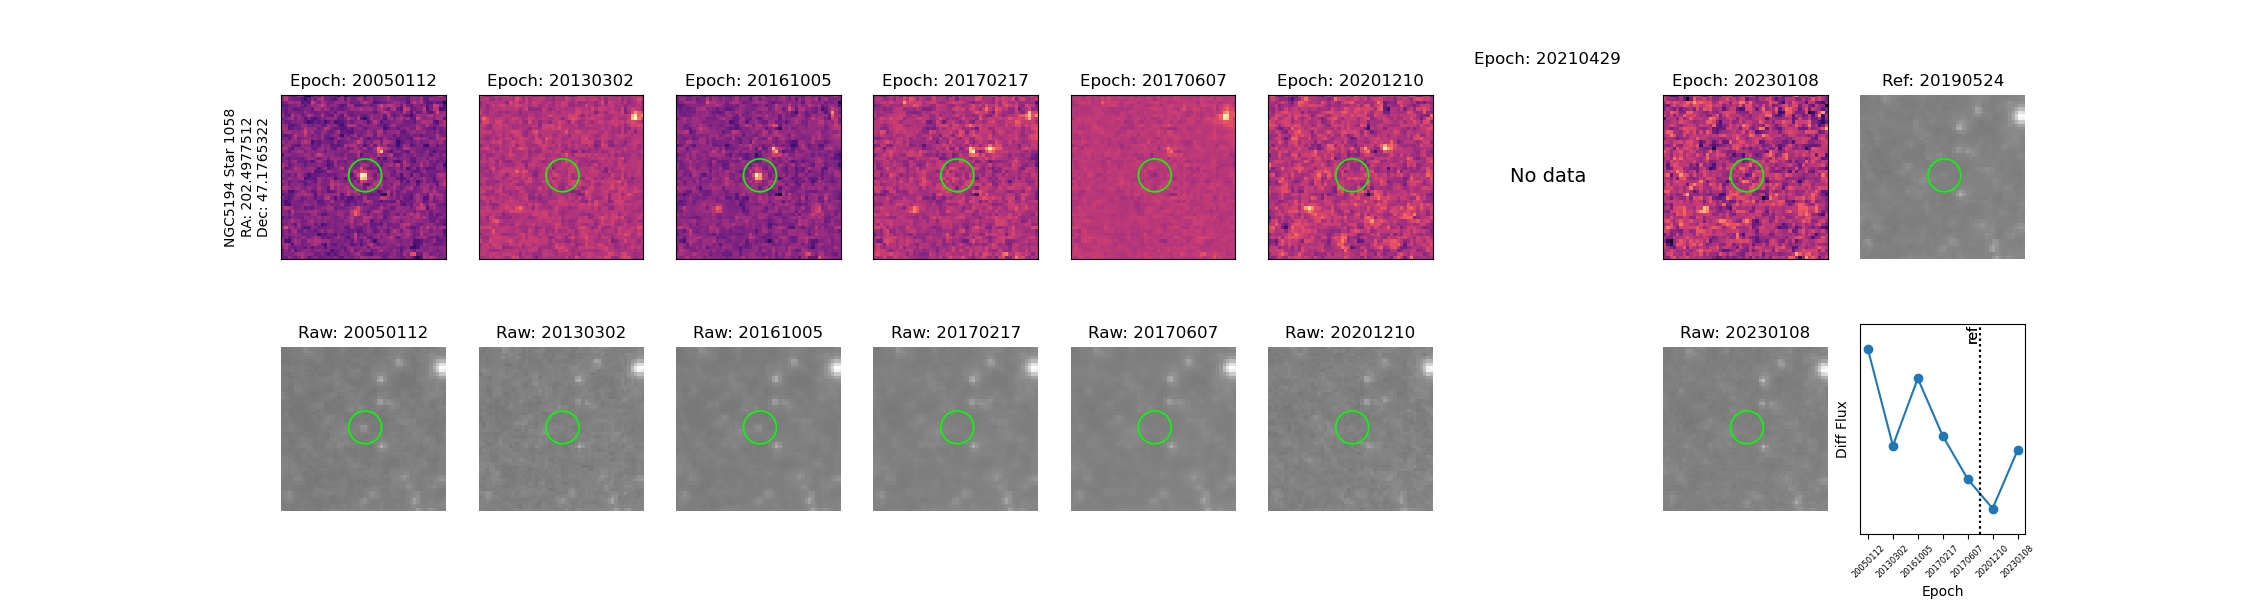 Epoch: 20210429
Epoch: 20050112
Epoch: 20130302
Epoch: 20161005
Epoch: 20170217
Epoch: 20170607
Epoch: 20201210
Epoch: 20230108
Ref: 20190524
NGC5194 Star 1058
RA: 202.4977512
Dec: 47.1765322
No data
Raw: 20050112
Raw: 20130302
Raw: 20161005
Raw: 20170217
Raw: 20170607
Raw: 20201210
Raw: 20230108
ref
Diff Flux
20050112
20130302
20161005
20170217
20170607
20201210
20230108
Epoch